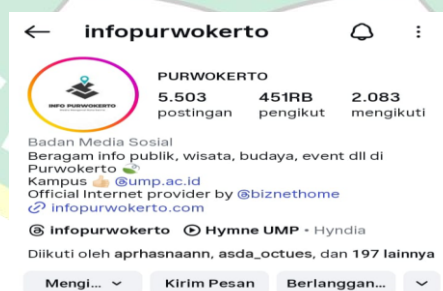 infopurwokerto
INFO PURWOKERTO
PURWOKERTO
5.503 451RB 2.083
postingan pengikut mengikuti
Badan Media Sosial
Beragam info publik, wisata, budaya, event dll di
Purwokerto 🍃
Kampus 👍🏻 @ump.ac.id
Official Internet provider by @biznethome
infopurwokerto.com
infopurwokerto Hymne UMP • Hyndia
Diikuti oleh aprhasnaann, asda_octues, dan 197 lainnya
Mengi... Kirim Pesan Berlanggan...